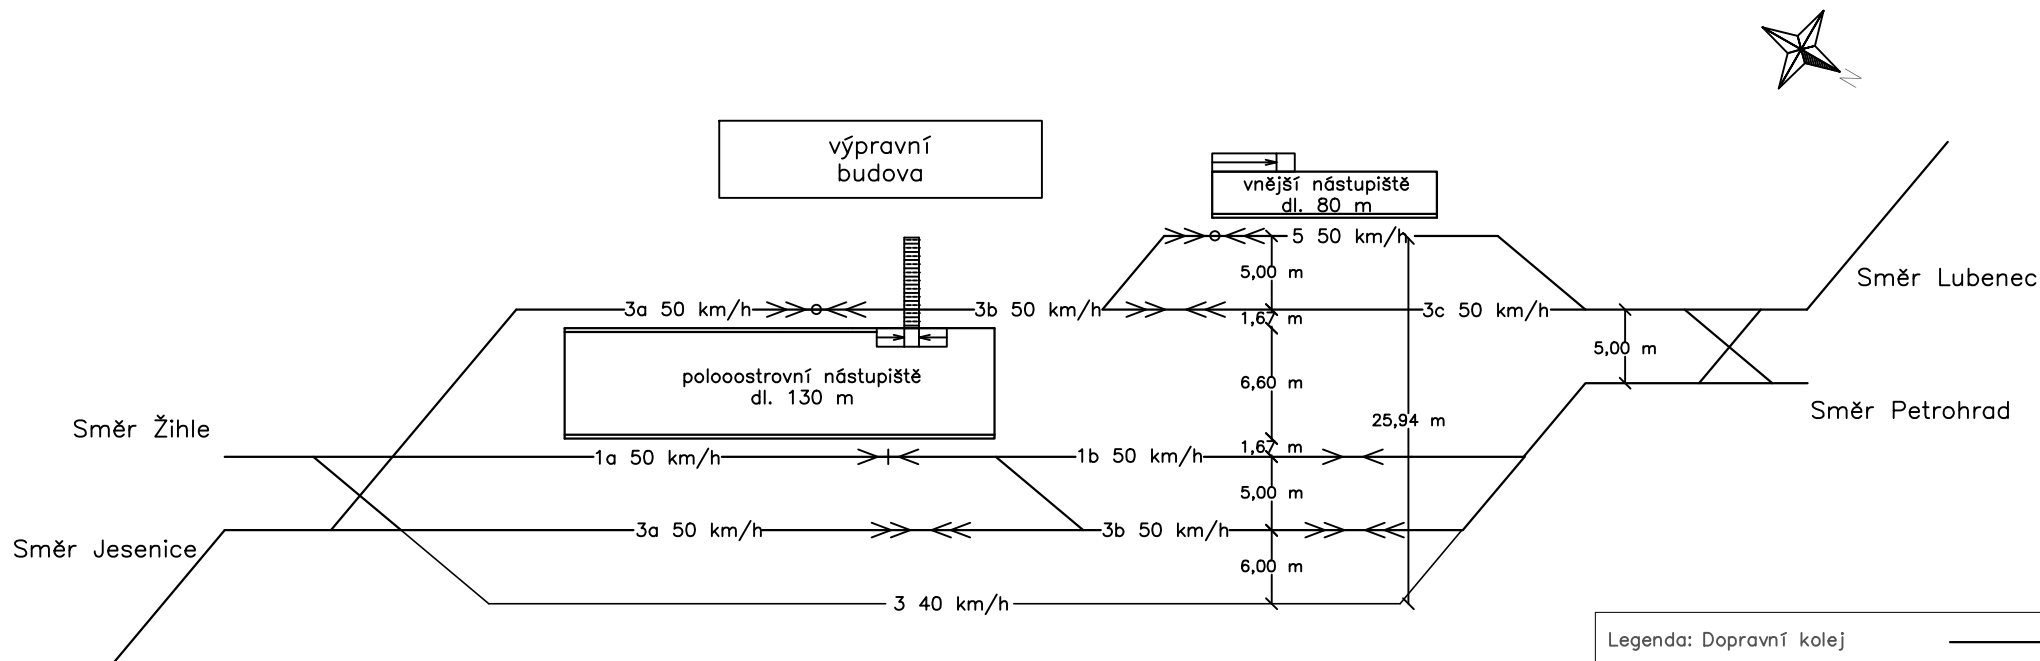 N
výpravní
budova
vnější nástupiště
dl. 80 m
5 50 km/h
5,00 m
Směr Lubenec
3a 50 km/h
3b 50 km/h
3c 50 km/h
1,67 m
5,00 m
polooostrovní nástupiště
dl. 130 m
6,60 m
25,94 m
Směr Petrohrad
Směr Žihle
1,67 m
1a 50 km/h
1b 50 km/h
5,00 m
3a 50 km/h
3b 50 km/h
Směr Jesenice
6,00 m
3 40 km/h
Legenda: Dopravní kolej